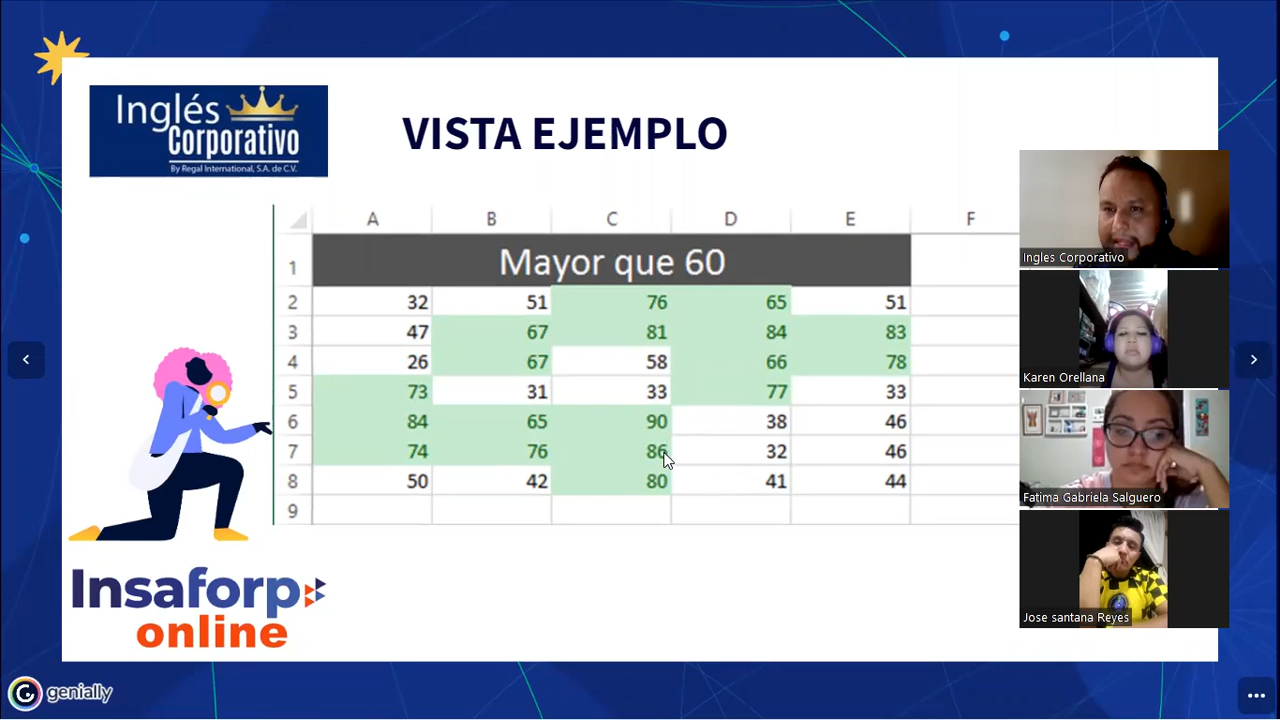 Inglés
Corporativo
By Regal International, S.A. de C.V.
VISTA EJEMPLO
A B C D E F
1 Mayor que 60
2 32 51 76 65 51
3 47 67 81 84 83
4 26 67 58 66 78
5 73 31 33 77 33
6 84 65 90 38 46
7 74 76 86 32 46
8 50 42 80 41 44
9
Ingles Corporativo
Karen Orellana
Fatima Gabriela Salguero
Jose santana Reyes
Insaforp
online
genially